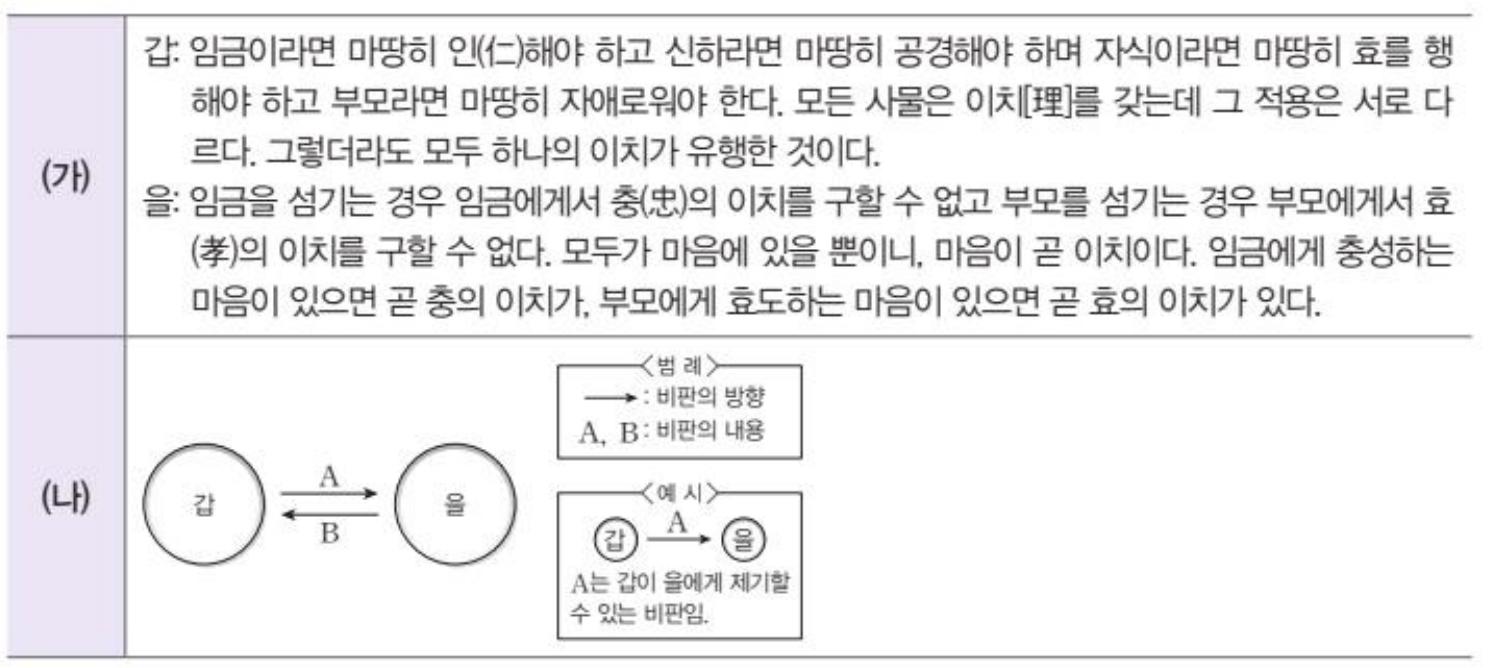 (가)
갑: 임금이라면 마땅히 인(仁)해야 하고 신하라면 마땅히 공경해야 하며 자식이라면 마땅히 효를 행
해야 하고 부모라면 마땅히 자애로워야 한다. 모든 사물은 이치[理]를 갖는데 그 적용은 서로 다
르다. 그렇더라도 모두 하나의 이치가 유행한 것이다.
을: 임금을 섬기는 경우 임금에게서 충(忠)의 이치를 구할 수 없고 부모를 섬기는 경우 부모에게서 효
(孝)의 이치를 구할 수 없다. 모두가 마음에 있을 뿐이니, 마음이 곧 이치이다. 임금에게 충성하는
마음이 있으면 곧 충의 이치가, 부모에게 효도하는 마음이 있으면 곧 효의 이치가 있다.
(나)
갑
A
B
을
<범 례>
→ : 비판의 방향
A, B : 비판의 내용
<예 시>
갑 A → 을
A는 갑이 을에게 제기할
수 있는 비판임.